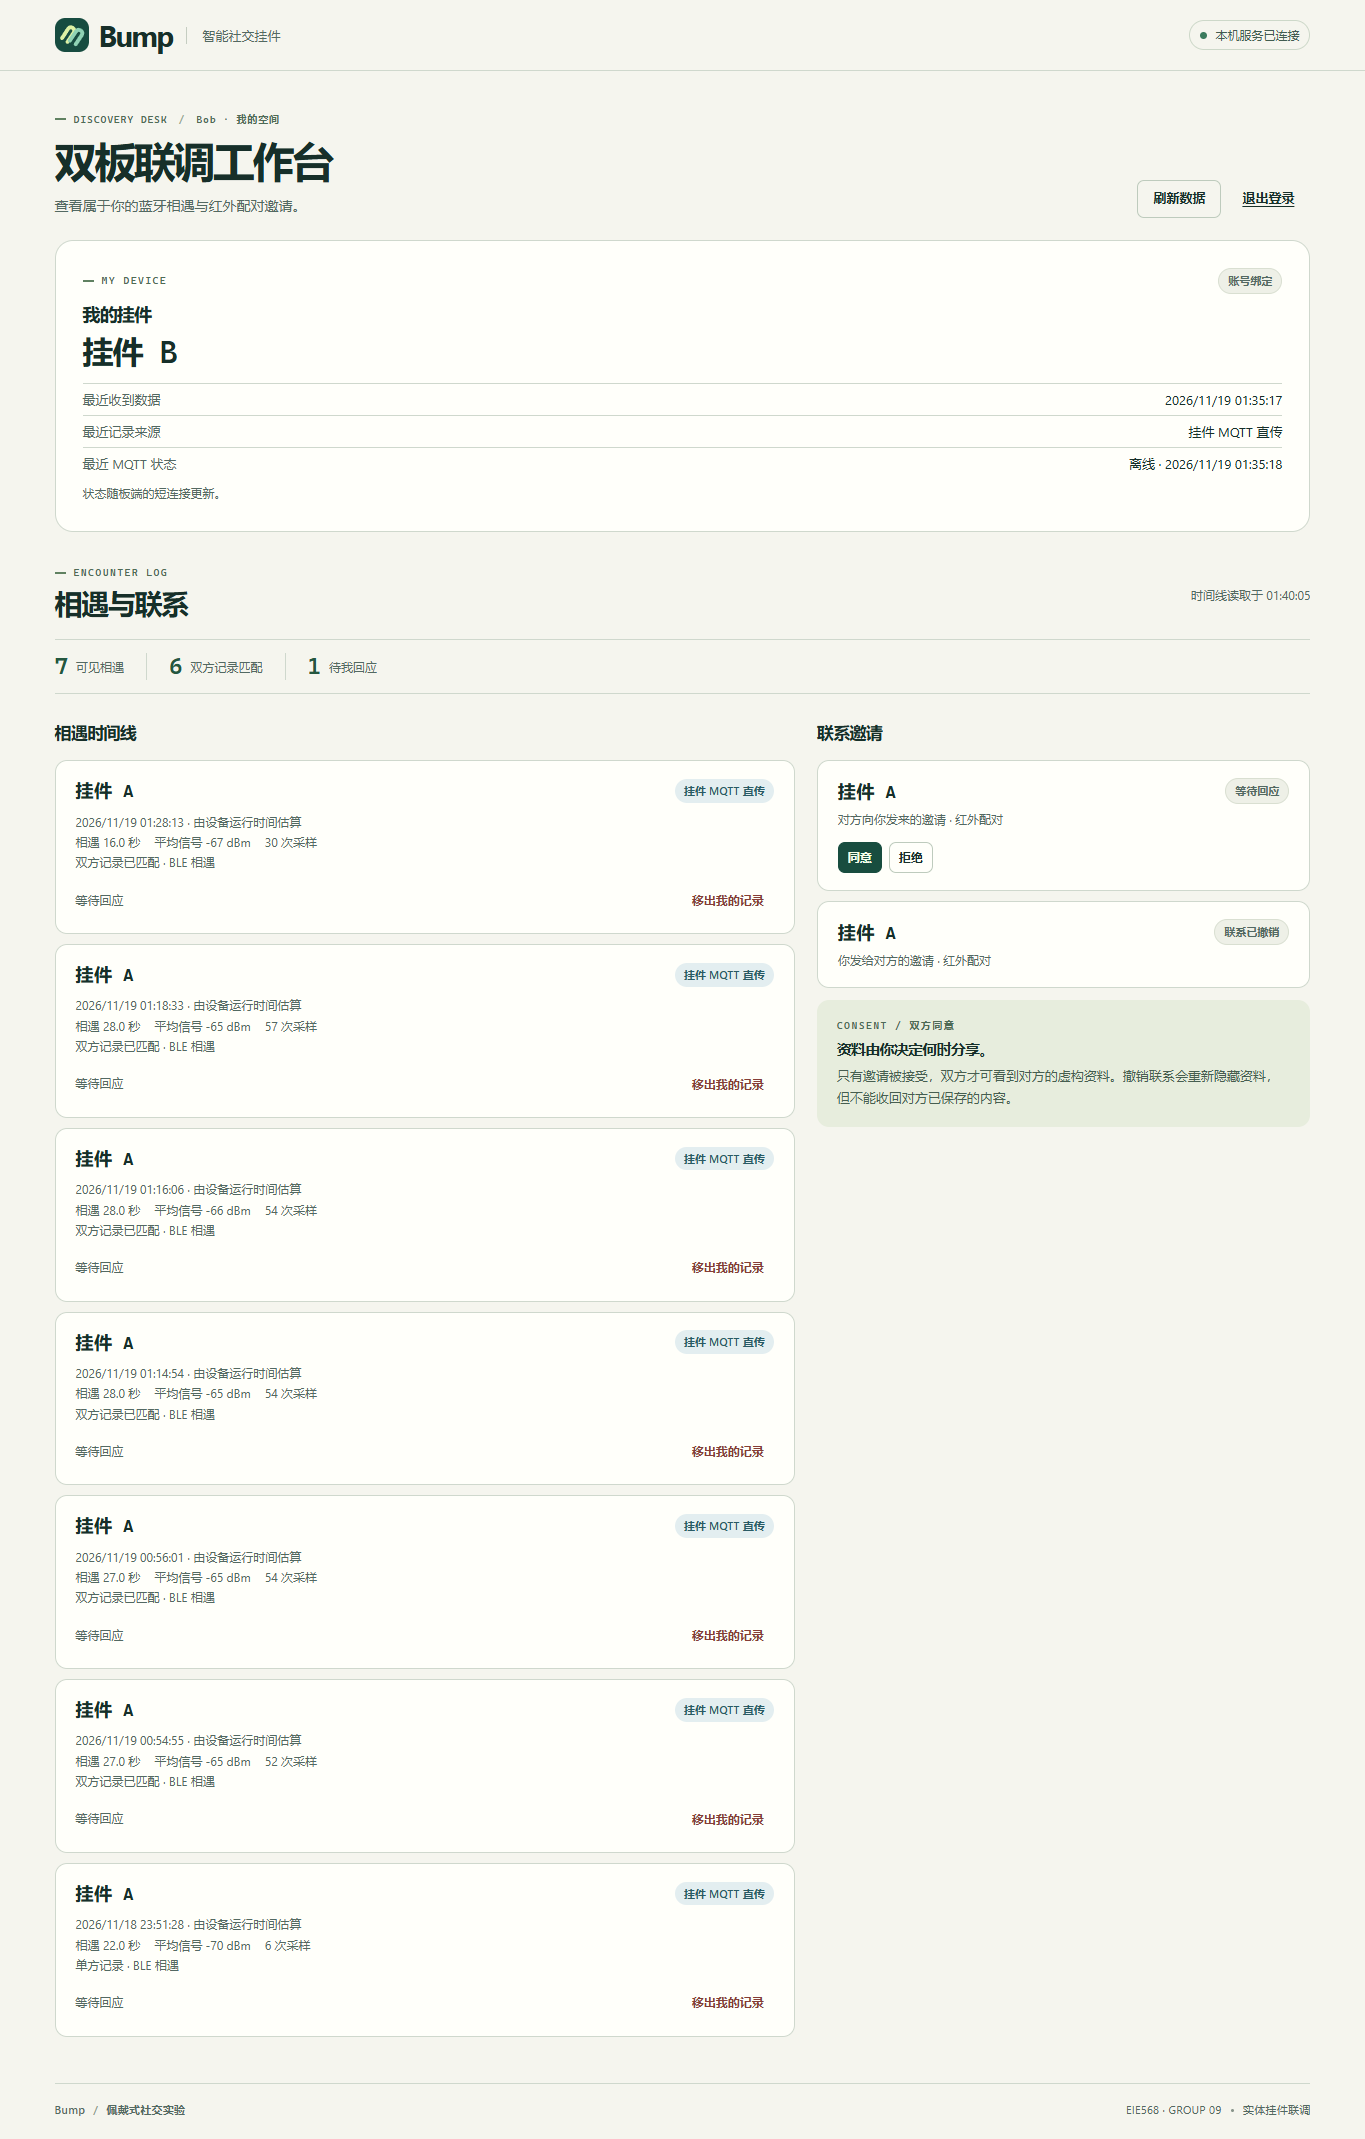 Bump
智能社交挂件
本机服务已连接
DISCOVERY DESK / Bob · 我的空间
双板联调工作台
查看属于你的蓝牙相遇与红外配对邀请。
刷新数据
退出登录
MY DEVICE
账号绑定
我的挂件
挂件 B
最近收到数据
2026/11/19 01:35:17
最近记录来源
挂件 MQTT 直传
最近 MQTT 状态
离线 · 2026/11/19 01:35:18
状态随板端的短连接更新。
ENCOUNTER LOG
相遇与联系
时间线读取于 01:40:05
7 可见相遇
6 双方记录匹配
1 待我回应
相遇时间线
挂件 A
挂件 MQTT 直传
2026/11/19 01:28:13 · 由设备运行时间估算
相遇 16.0 秒 平均信号 -67 dBm 30 次采样
双方记录已匹配 · BLE 相遇
等待回应
移出我的记录
挂件 A
挂件 MQTT 直传
2026/11/19 01:18:33 · 由设备运行时间估算
相遇 28.0 秒 平均信号 -65 dBm 57 次采样
双方记录已匹配 · BLE 相遇
等待回应
移出我的记录
挂件 A
挂件 MQTT 直传
2026/11/19 01:16:06 · 由设备运行时间估算
相遇 28.0 秒 平均信号 -66 dBm 54 次采样
双方记录已匹配 · BLE 相遇
等待回应
移出我的记录
挂件 A
挂件 MQTT 直传
2026/11/19 01:14:54 · 由设备运行时间估算
相遇 28.0 秒 平均信号 -65 dBm 54 次采样
双方记录已匹配 · BLE 相遇
等待回应
移出我的记录
挂件 A
挂件 MQTT 直传
2026/11/19 00:56:01 · 由设备运行时间估算
相遇 27.0 秒 平均信号 -65 dBm 54 次采样
双方记录已匹配 · BLE 相遇
等待回应
移出我的记录
挂件 A
挂件 MQTT 直传
2026/11/19 00:54:55 · 由设备运行时间估算
相遇 27.0 秒 平均信号 -65 dBm 52 次采样
双方记录已匹配 · BLE 相遇
等待回应
移出我的记录
挂件 A
挂件 MQTT 直传
2026/11/18 23:51:28 · 由设备运行时间估算
相遇 22.0 秒 平均信号 -70 dBm 6 次采样
单方记录 · BLE 相遇
等待回应
移出我的记录
联系邀请
挂件 A
等待回应
对方向你发来的邀请 · 红外配对
同意
拒绝
挂件 A
联系已撤销
你发给对方的邀请 · 红外配对
CONSENT / 双方同意
资料由你决定何时分享。
只有邀请被接受，双方才可看到对方的虚构资料。撤销联系会重新隐藏资料，
但不能收回对方已保存的内容。
Bump / 佩戴式社交实验
EIE568 · GROUP 09 • 实体挂件联调